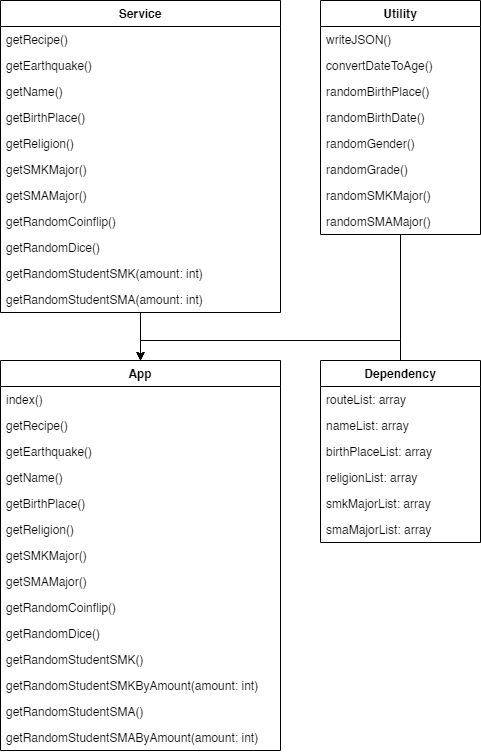 Service
getRecipe()
getEarthquake()
getName()
getBirthPlace()
getReligion()
getSMKMajor()
getSMAMajor()
getRandomCoinflip()
getRandomDice()
getRandomStudentSMK(amount: int)
getRandomStudentSMA(amount: int)
Utility
writeJSON()
convertDateToAge()
randomBirthPlace()
randomBirthDate()
randomGender()
randomGrade()
randomSMKMajor()
randomSMAMajor()
App
index()
getRecipe()
getEarthquake()
getName()
getBirthPlace()
getReligion()
getSMKMajor()
getSMAMajor()
getRandomCoinflip()
getRandomDice()
getRandomStudentSMK()
getRandomStudentSMKByAmount(amount: int)
getRandomStudentSMA()
getRandomStudentSMAByAmount(amount: int)
Dependency
routeList: array
nameList: array
birthPlaceList: array
religionList: array
smkMajorList: array
smaMajorList: array